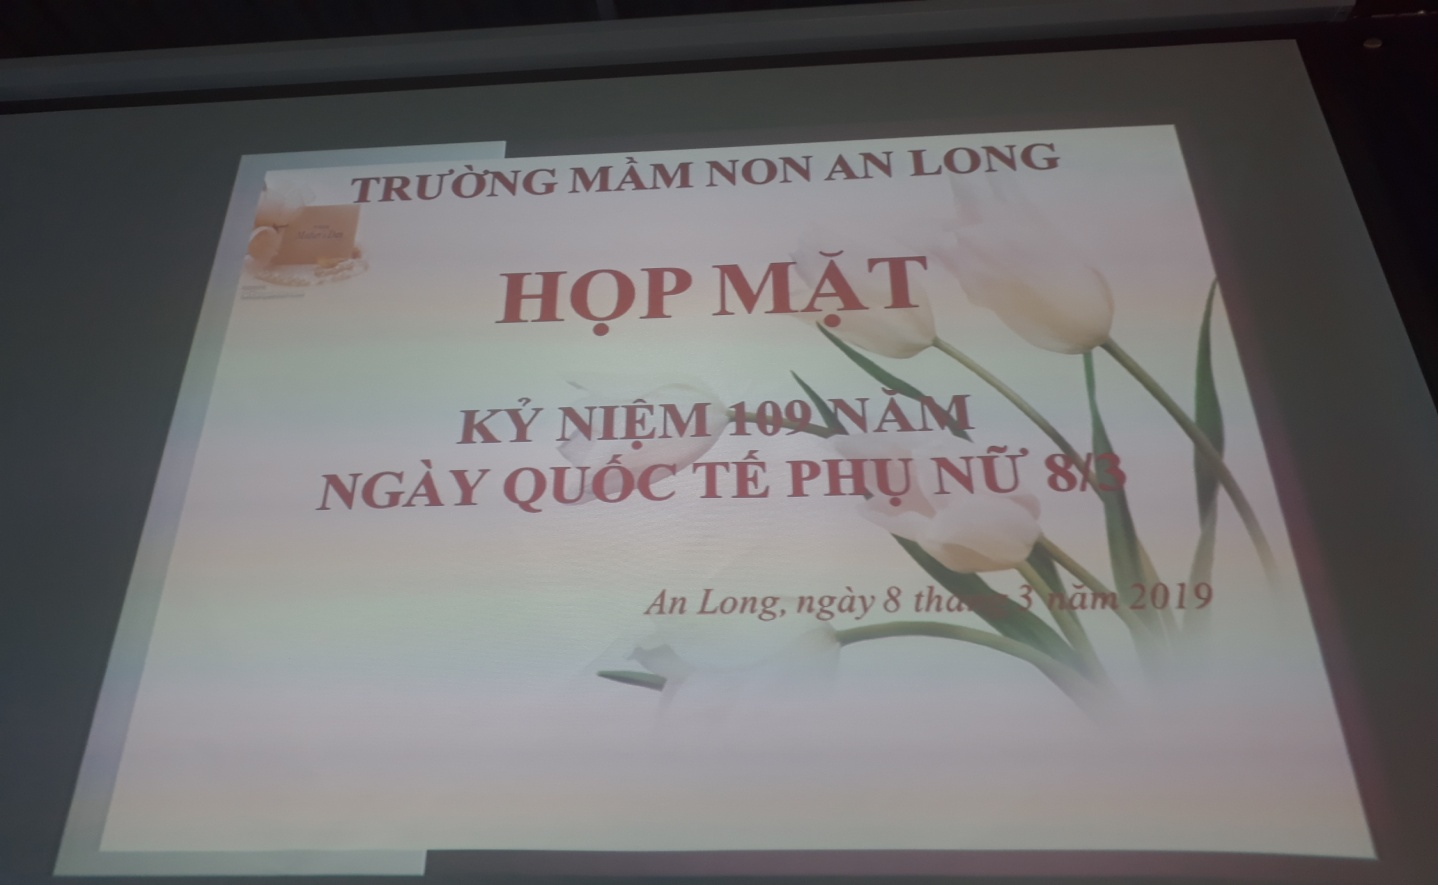 TRƯỜNG MẦM NON AN LONG
HỌP MẶT
KỶ NIỆM 109 NĂM
NGÀY QUỐC TẾ PHỤ NỮ 8/3
An Long, ngày 8 tháng 3 năm 2019